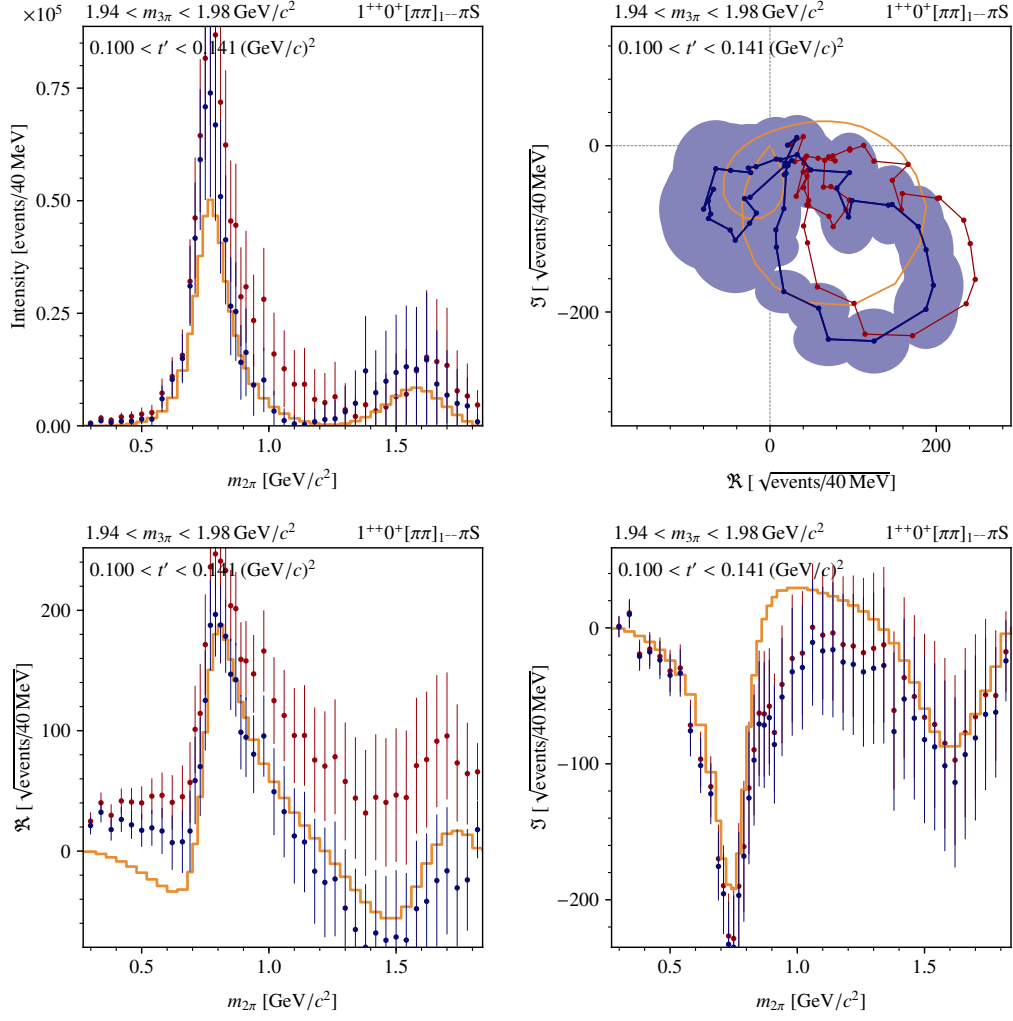 ×10⁵
1.94 < m₃π < 1.98 GeV/c²
1⁺⁺0⁺[ππ]₁₋₋πS
0.100 < t′ < 0.141 (GeV/c)²
Intensity [events/40 MeV]
0.75
0.50
0.25
0.00
0.5
1.0
1.5
m₂π [GeV/c²]
1.94 < m₃π < 1.98 GeV/c²
1⁺⁺0⁺[ππ]₁₋₋πS
0.100 < t′ < 0.141 (GeV/c)²
ℑ [√events/40 MeV]
0
−200
0
200
ℜ [√events/40 MeV]
1.94 < m₃π < 1.98 GeV/c²
1⁺⁺0⁺[ππ]₁₋₋πS
0.100 < t′ < 0.141 (GeV/c)²
ℜ [√events/40 MeV]
200
100
0
0.5
1.0
1.5
m₂π [GeV/c²]
1.94 < m₃π < 1.98 GeV/c²
1⁺⁺0⁺[ππ]₁₋₋πS
0.100 < t′ < 0.141 (GeV/c)²
ℑ [√events/40 MeV]
0
−100
−200
0.5
1.0
1.5
m₂π [GeV/c²]